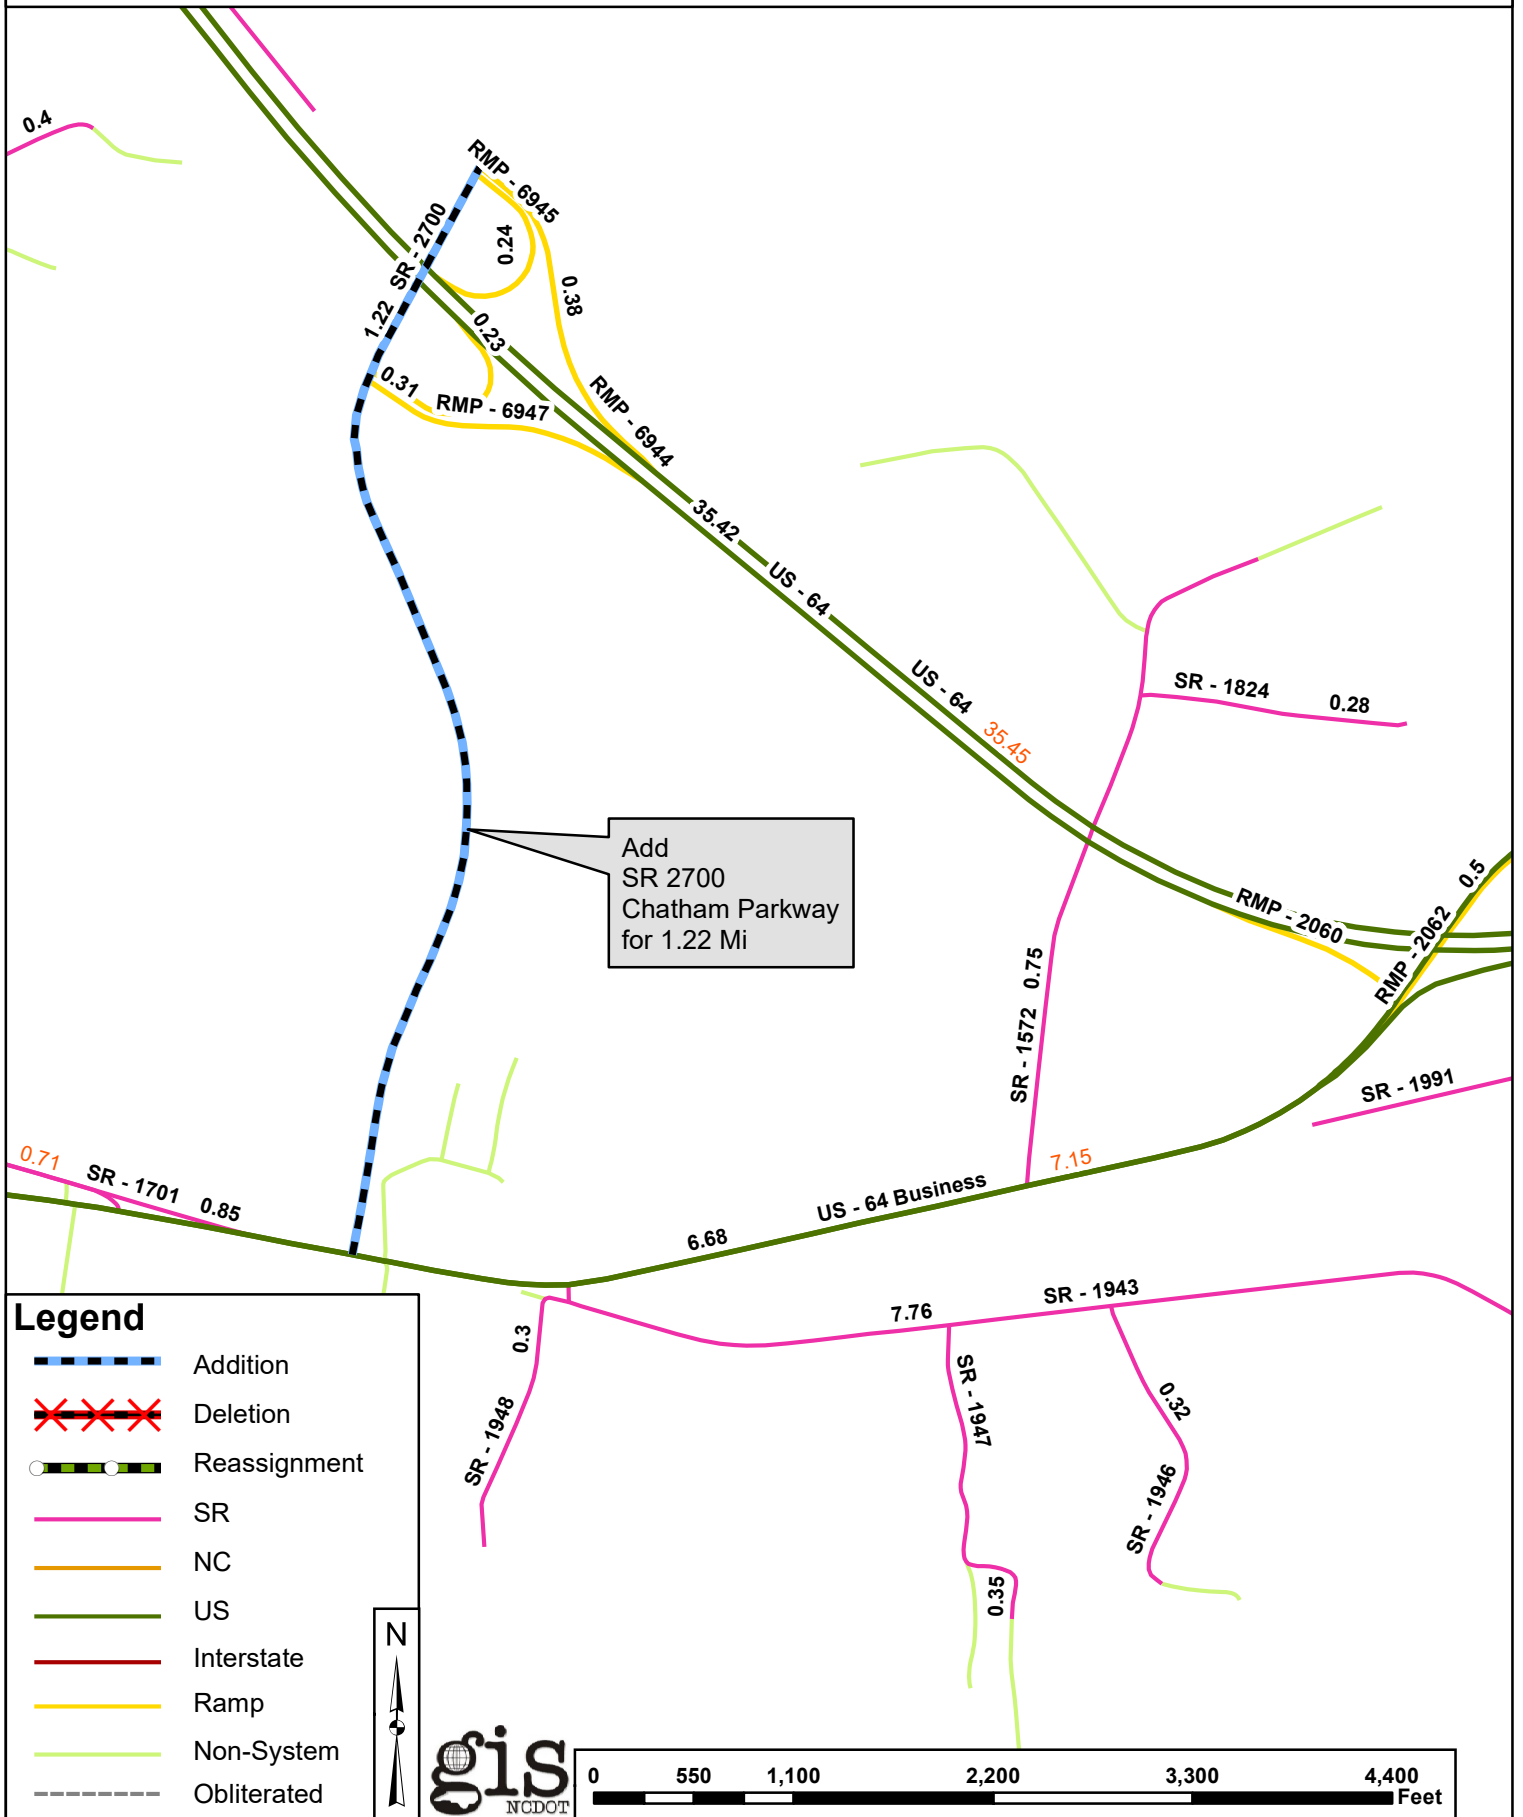 0.4
RMP - 6945
SR - 2700
0.24
0.38
1.22
0.23
0.31
RMP - 6947
RMP - 6944
35.42
US - 64
US - 64
35.45
SR - 1824 0.28
Add
SR 2700
Chatham Parkway
for 1.22 Mi
0.5
RMP - 2060
RMP - 2062
0.75
SR - 1572
SR - 1991
0.71
SR - 1701 0.85
7.15
US - 64 Business
6.68
SR - 1943
7.76
0.3
SR - 1948
SR - 1947
0.32
SR - 1946
0.35
Legend
Addition
Deletion
Reassignment
SR
NC
US
Interstate
Ramp
Non-System
Obliterated
N
gis
NCDOT
0 550 1,100 2,200 3,300 4,400
Feet